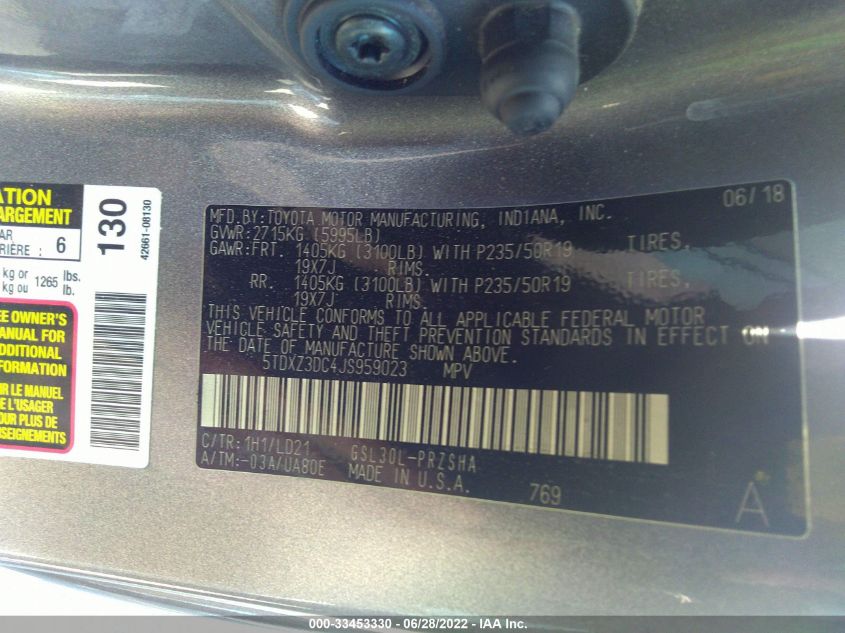 06/18
MFD.BY:TOYOTA MOTOR MANUFACTURING, INDIANA, INC.
GVWR:2715KG (5995LB)
GAWR:FRT. 1405KG (3100LB) WITH P235/50R19 TIRES,
19X7J RIMS.
RR. 1405KG (3100LB) WITH P235/50R19 TIRES,
19X7J RIMS.
THIS VEHICLE CONFORMS TO ALL APPLICABLE FEDERAL MOTOR
VEHICLE SAFETY AND THEFT PREVENTION STANDARDS IN EFFECT ON
THE DATE OF MANUFACTURE SHOWN ABOVE.
5TDXZ3DC4JS959023 MPV
C/TR:1H1/LD21 GSL30L-PRZSHA
A/TM:-03A/UA80E MADE IN U.S.A. 769
A
ATION
ARGEMENT
AR
RIÈRE : 6
kg or 1265 lbs.
kg ou lb.
EE OWNER'S
MANUAL FOR
ADDITIONAL
FORMATION
IR LE MANUEL
E L'USAGER
OUR PLUS DE
NSEIGNEMENTS
130
42661-08130
000-33453330 - 06/28/2022 - IAA Inc.